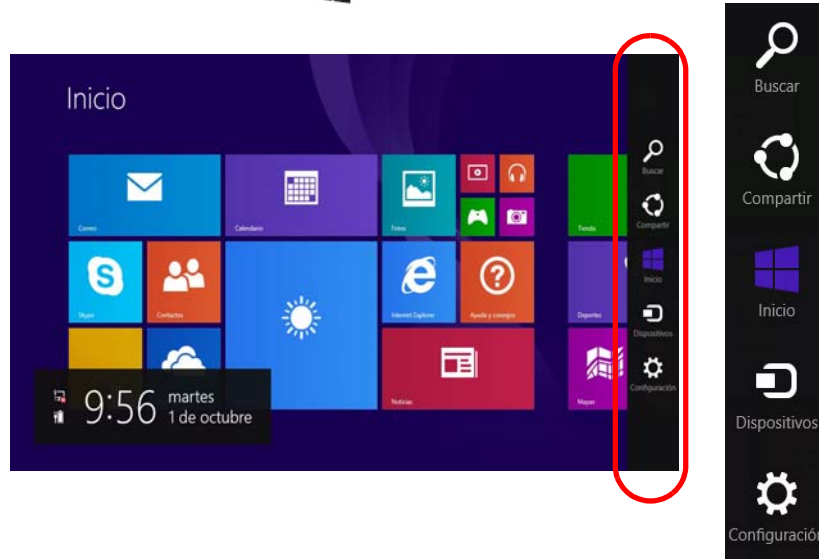 Inicio
Correo
Calendario
Fotos
Tienda
Skype
Contactos
Internet Explorer
Ayuda y consejos
Deportes
Noticias
Mapas
9:56
martes
1 de octubre
Buscar
Compartir
Inicio
Dispositivos
Configuración
Buscar
Compartir
Inicio
Dispositivos
Configuración